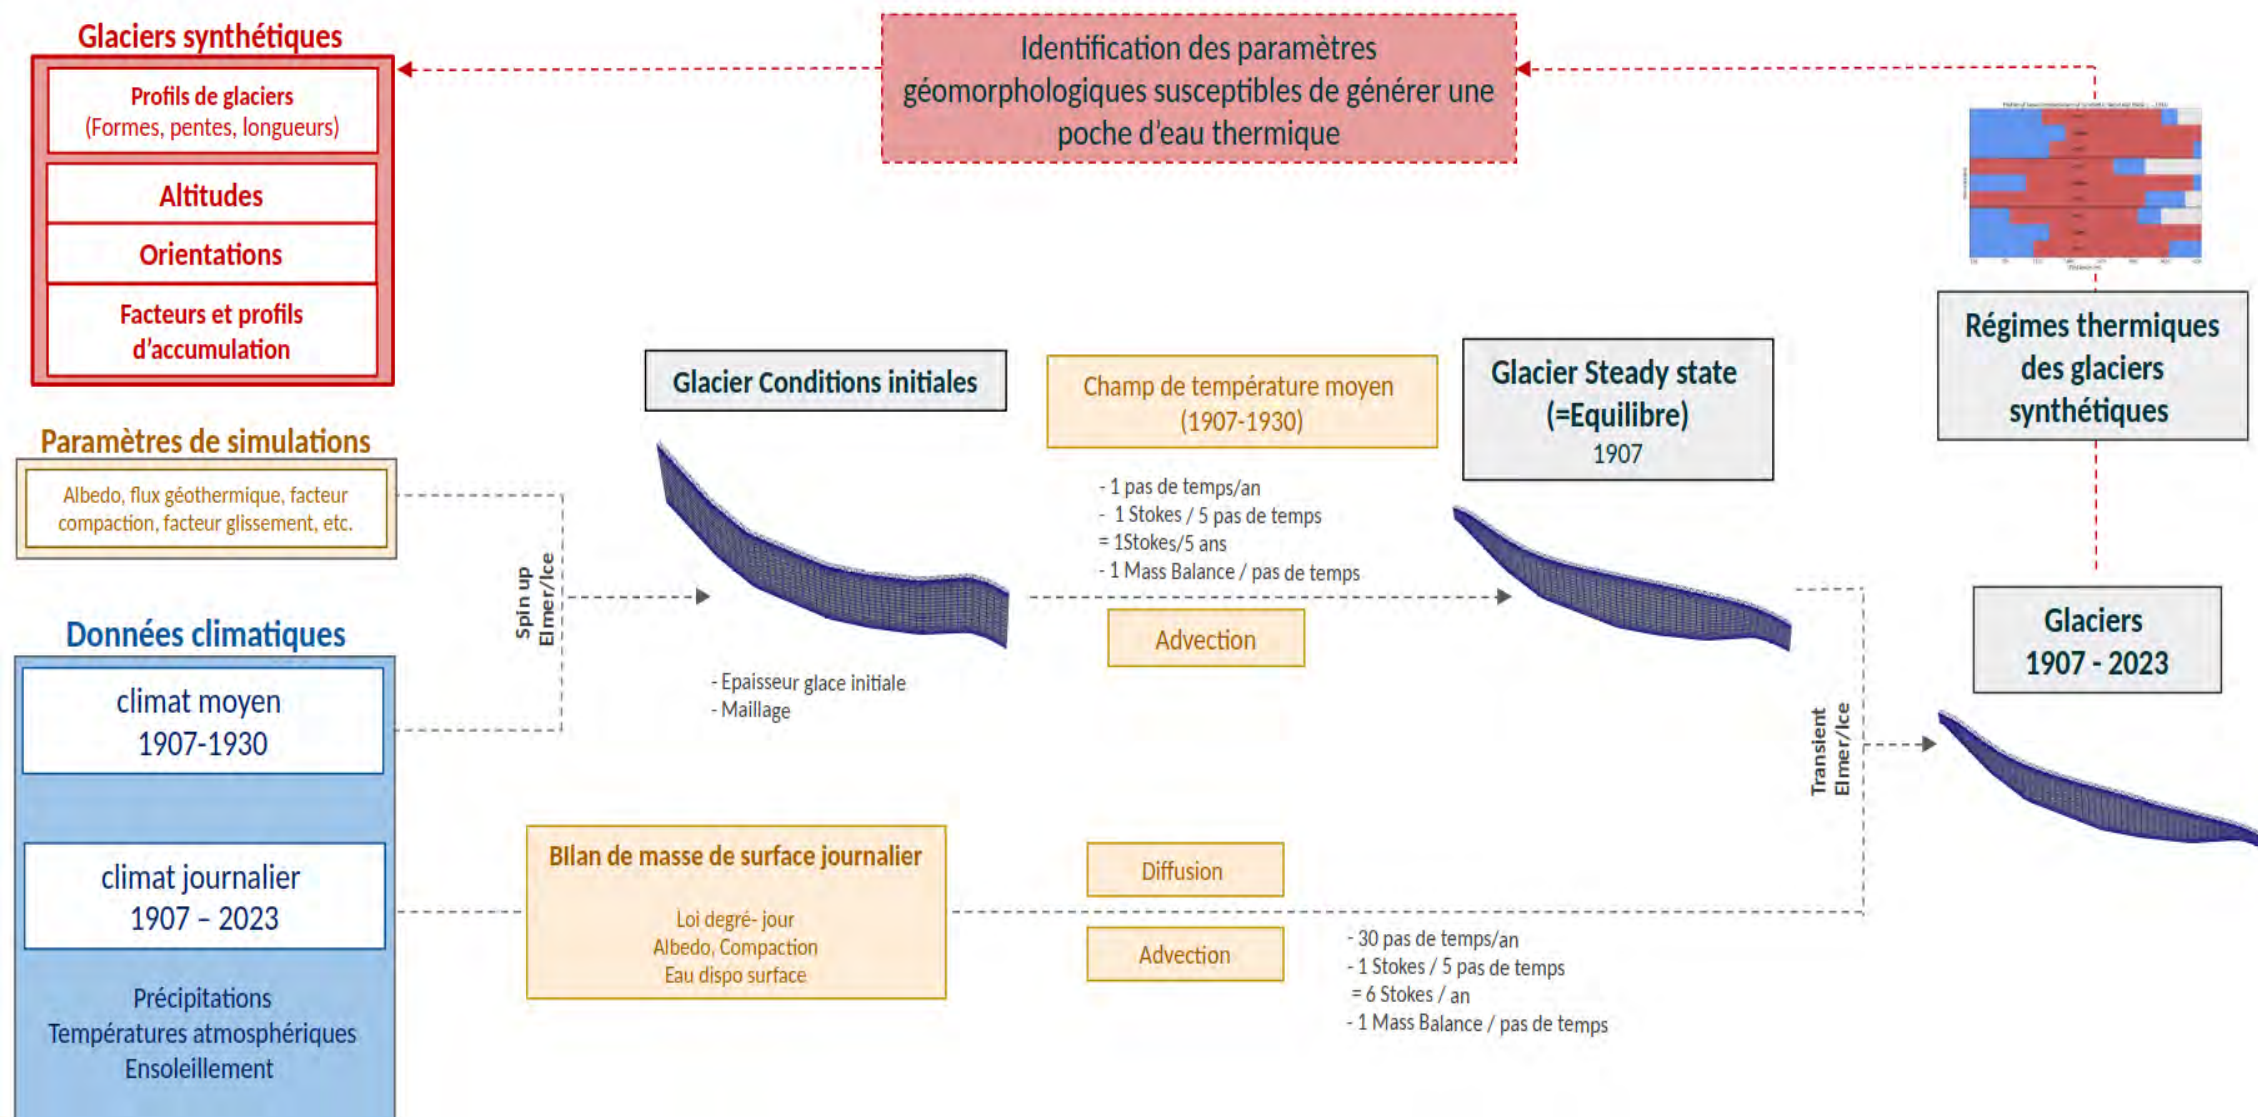 Glaciers synthétiques
Profils de glaciers
(Formes, pentes, longueurs)
Altitudes
Orientations
Facteurs et profils
d'accumulation
Identification des paramètres
géomorphologiques susceptibles de générer une
poche d'eau thermique
Régimes thermiques
des glaciers
synthétiques
Paramètres de simulations
Albedo, flux géothermique, facteur
compaction, facteur glissement, etc.
Spin up
Elmer/Ice
Glacier Conditions initiales
- Epaisseur glace initiale
- Maillage
Champ de température moyen
(1907-1930)
- 1 pas de temps/an
- 1 Stokes / 5 pas de temps
= 1Stokes/5 ans
- 1 Mass Balance / pas de temps
Advection
Glacier Steady state
(=Equilibre)
1907
Transient
Elmer/Ice
Glaciers
1907 - 2023
Données climatiques
climat moyen
1907-1930
climat journalier
1907 – 2023
Précipitations
Températures atmosphériques
Ensoleillement
BIlan de masse de surface journalier
Loi degré- jour
Albedo, Compaction
Eau dispo surface
Diffusion
Advection
- 30 pas de temps/an
- 1 Stokes / 5 pas de temps
= 6 Stokes / an
- 1 Mass Balance / pas de temps